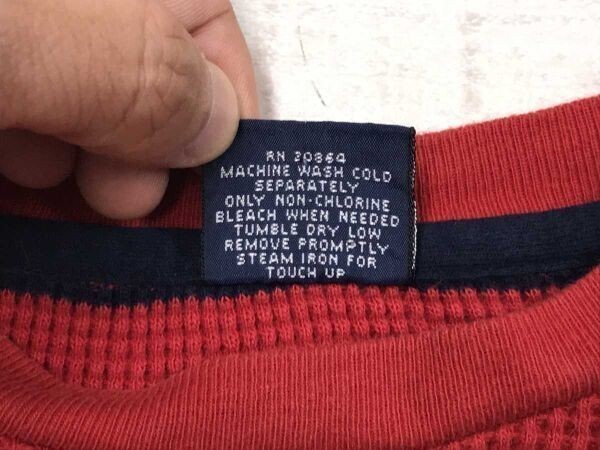 RN 30864
MACHINE WASH COLD
SEPARATELY
ONLY NON-CHLORINE
BLEACH WHEN NEEDED
TUMBLE DRY LOW
REMOVE PROMPTLY
STEAM IRON FOR
TOUCH UP